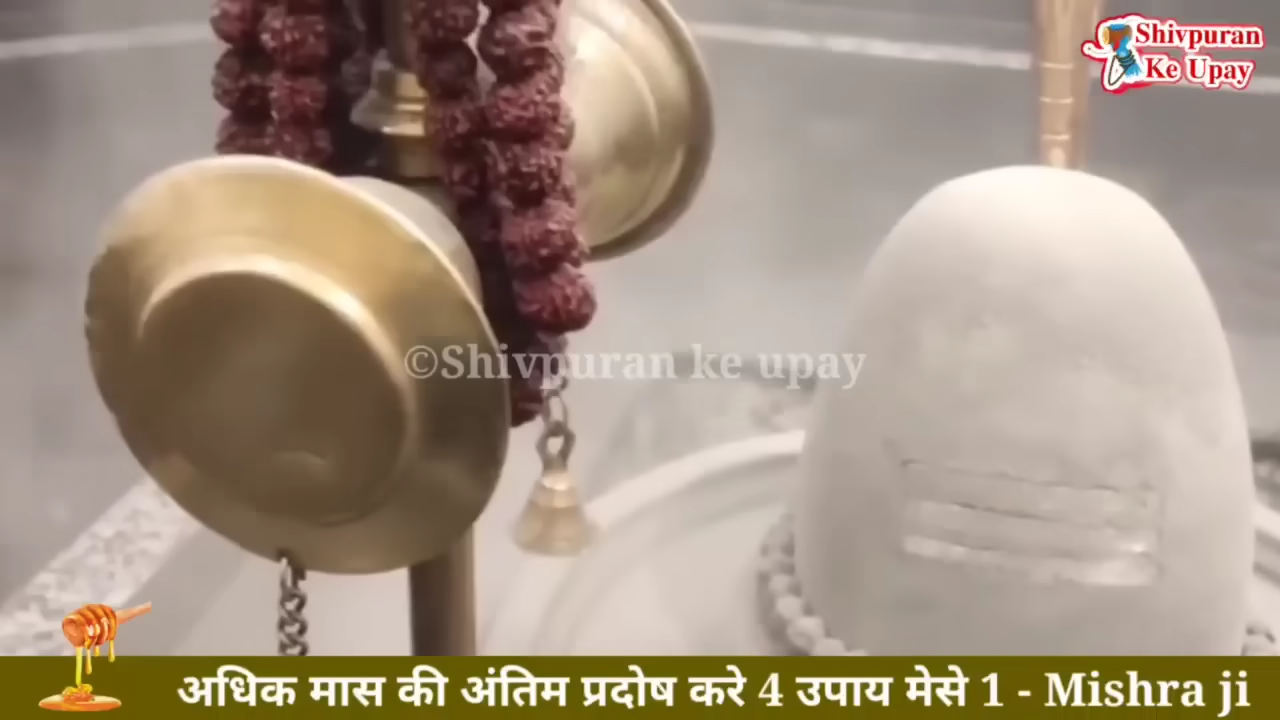 Shivpuran
Ke Upay
©Shivpuran ke upay
अधिक मास की अंतिम प्रदोष करे 4 उपाय मेसे 1 - Mishra ji